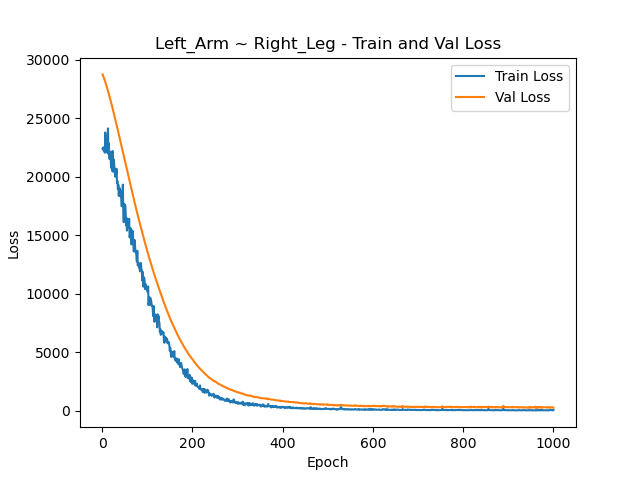 Left_Arm ~ Right_Leg - Train and Val Loss
30000
25000
20000
15000
10000
5000
0
Loss
Train Loss
Val Loss
0 200 400 600 800 1000
Epoch